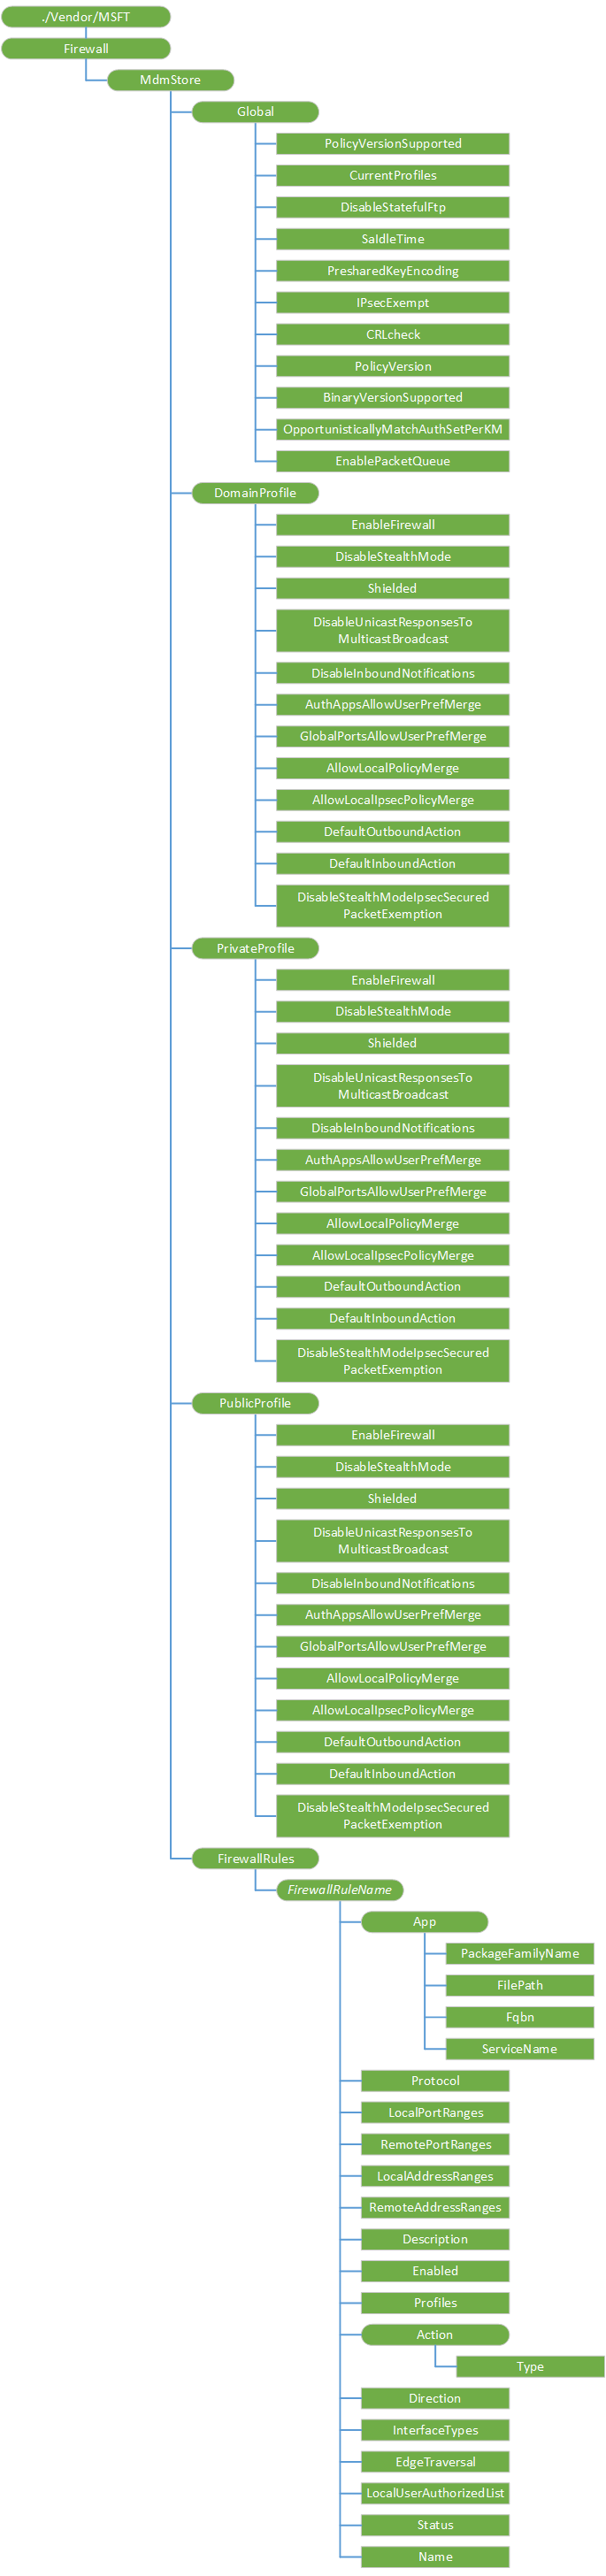 ./Vendor/MSFT
Firewall
MdmStore
Global
PolicyVersionSupported
CurrentProfiles
DisableStatefulFtp
SaIdleTime
PresharedKeyEncoding
IPsecExempt
CRLcheck
PolicyVersion
BinaryVersionSupported
OpportunisticallyMatchAuthSetPerKM
EnablePacketQueue
DomainProfile
EnableFirewall
DisableStealthMode
Shielded
DisableUnicastResponsesTo
MulticastBroadcast
DisableInboundNotifications
AuthAppsAllowUserPrefMerge
GlobalPortsAllowUserPrefMerge
AllowLocalPolicyMerge
AllowLocalIpsecPolicyMerge
DefaultOutboundAction
DefaultInboundAction
DisableStealthModeIpsecSecured
PacketExemption
PrivateProfile
EnableFirewall
DisableStealthMode
Shielded
DisableUnicastResponsesTo
MulticastBroadcast
DisableInboundNotifications
AuthAppsAllowUserPrefMerge
GlobalPortsAllowUserPrefMerge
AllowLocalPolicyMerge
AllowLocalIpsecPolicyMerge
DefaultOutboundAction
DefaultInboundAction
DisableStealthModeIpsecSecured
PacketExemption
PublicProfile
EnableFirewall
DisableStealthMode
Shielded
DisableUnicastResponsesTo
MulticastBroadcast
DisableInboundNotifications
AuthAppsAllowUserPrefMerge
GlobalPortsAllowUserPrefMerge
AllowLocalPolicyMerge
AllowLocalIpsecPolicyMerge
DefaultOutboundAction
DefaultInboundAction
DisableStealthModeIpsecSecured
PacketExemption
FirewallRules
FirewallRuleName
App
PackageFamilyName
FilePath
Fqbn
ServiceName
Protocol
LocalPortRanges
RemotePortRanges
LocalAddressRanges
RemoteAddressRanges
Description
Enabled
Profiles
Action
Type
Direction
InterfaceTypes
EdgeTraversal
LocalUserAuthorizedList
Status
Name